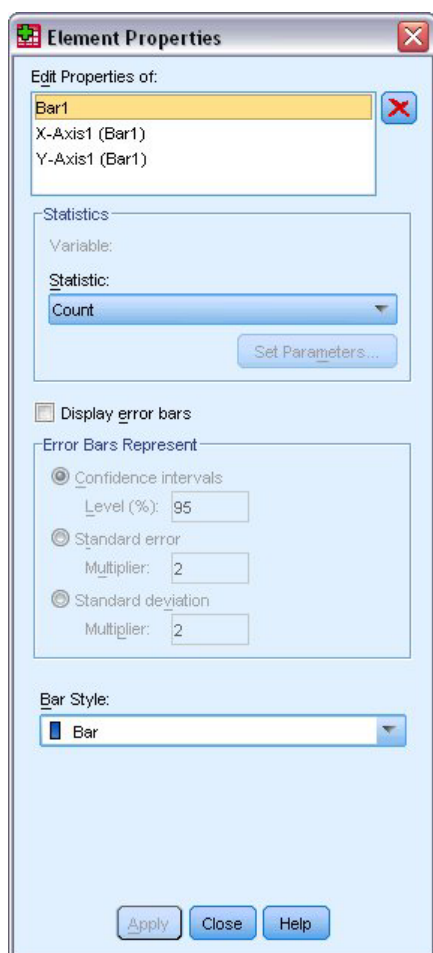 Element Properties
Edit Properties of:
Bar1
X-Axis1 (Bar1)
Y-Axis1 (Bar1)
Statistics
Variable:
Statistic:
Count
Set Parameters...
Display error bars
Error Bars Represent
Confidence intervals
Level (%): 95
Standard error
Multiplier: 2
Standard deviation
Multiplier: 2
Bar Style:
Bar
Apply Close Help